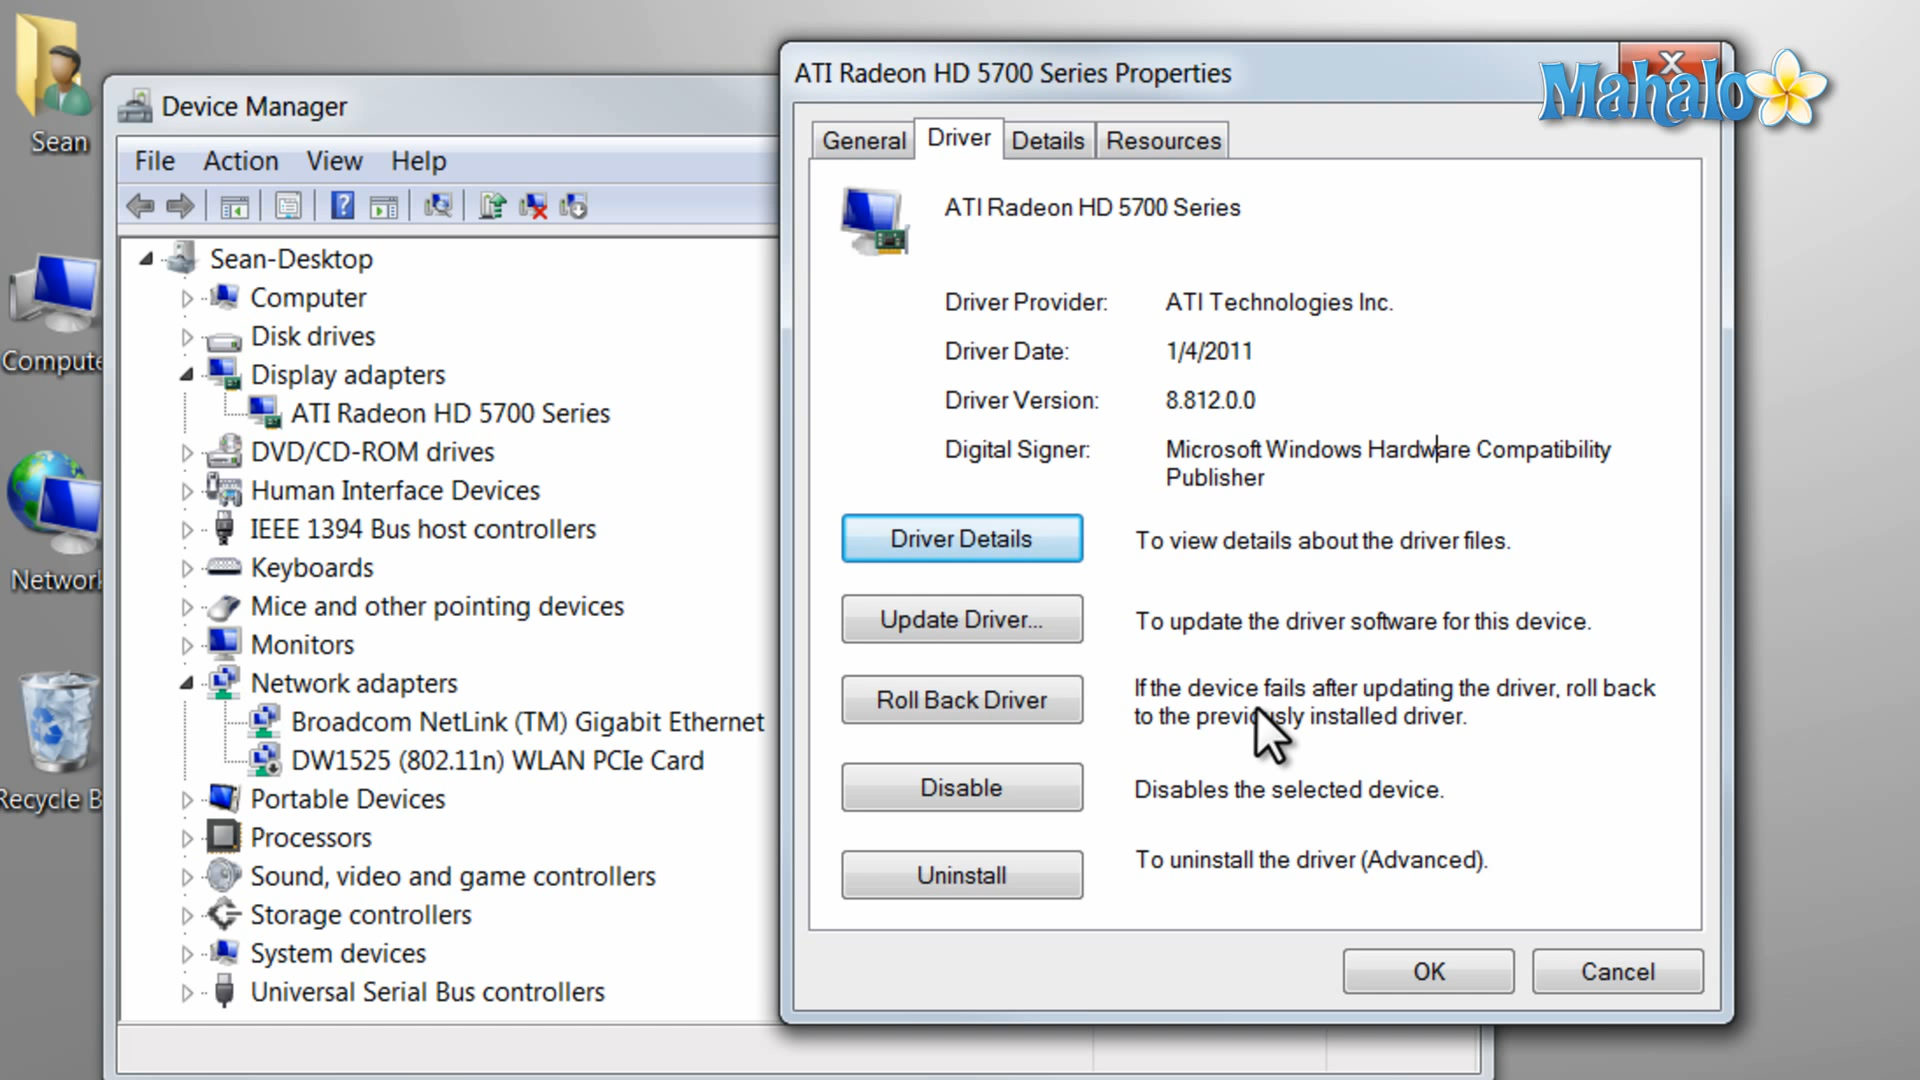 Sean
Compute
Network
Recycle B
Device Manager
File Action View Help
Sean-Desktop
Computer
Disk drives
Display adapters
ATI Radeon HD 5700 Series
DVD/CD-ROM drives
Human Interface Devices
IEEE 1394 Bus host controllers
Keyboards
Mice and other pointing devices
Monitors
Network adapters
Broadcom NetLink (TM) Gigabit Ethernet
DW1525 (802.11n) WLAN PCIe Card
Portable Devices
Processors
Sound, video and game controllers
Storage controllers
System devices
Universal Serial Bus controllers
ATI Radeon HD 5700 Series Properties
Mahalo
General Driver Details Resources
ATI Radeon HD 5700 Series
Driver Provider: ATI Technologies Inc.
Driver Date: 1/4/2011
Driver Version: 8.812.0.0
Digital Signer: Microsoft Windows Hardware Compatibility
Publisher
Driver Details To view details about the driver files.
Update Driver... To update the driver software for this device.
Roll Back Driver If the device fails after updating the driver, roll back
to the previously installed driver.
Disable Disables the selected device.
Uninstall To uninstall the driver (Advanced).
OK Cancel